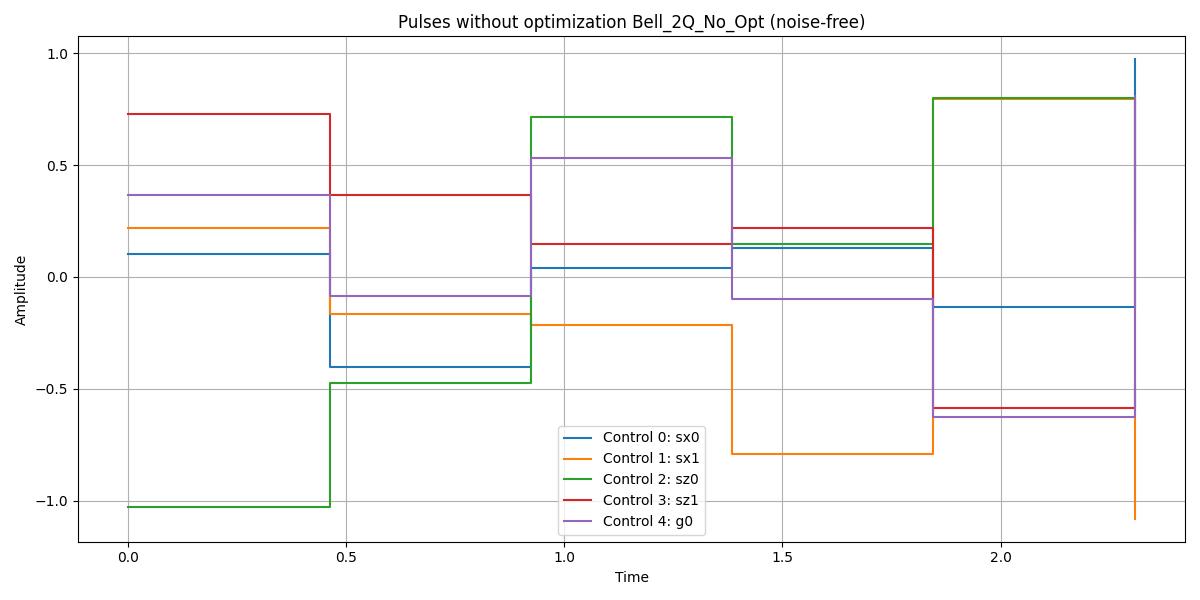 Pulses without optimization Bell_2Q_No_Opt (noise-free)
1.0
0.5
0.0
−0.5
−1.0
Amplitude
Control 0: sx0
Control 1: sx1
Control 2: sz0
Control 3: sz1
Control 4: g0
0.0 0.5 1.0 1.5 2.0
Time